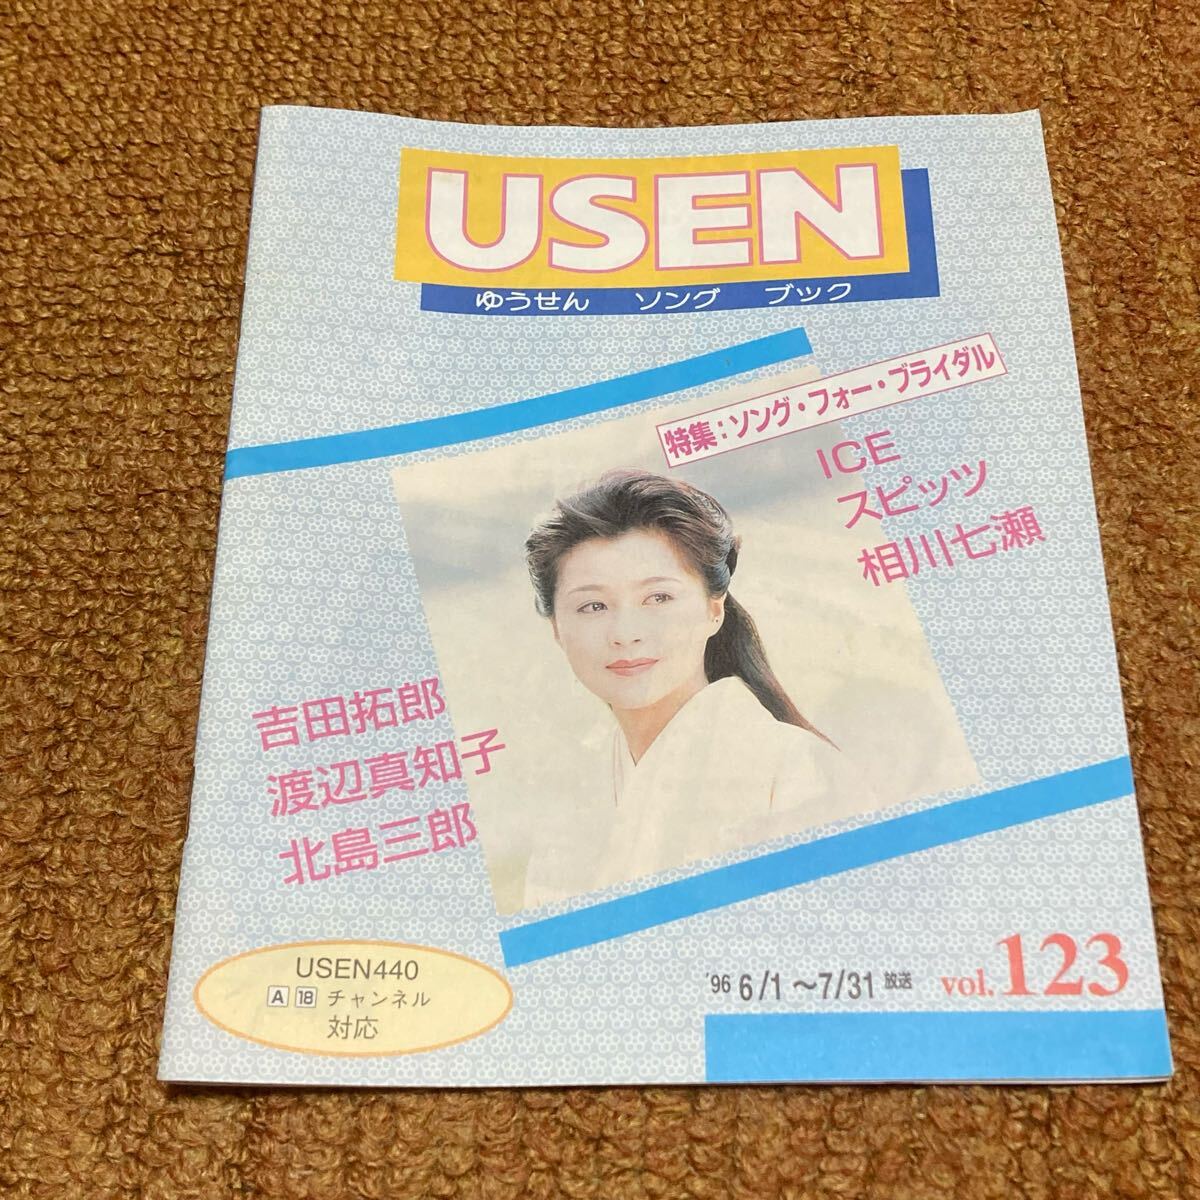 USEN
ゆうせん ソング ブック
特集:ソング・フォー・ブライダル
ICE
スピッツ
相川七瀬
吉田拓郎
渡辺真知子
北島三郎
USEN440
A 18 チャンネル
対応
'96 6/1〜7/31 放送 vol.123